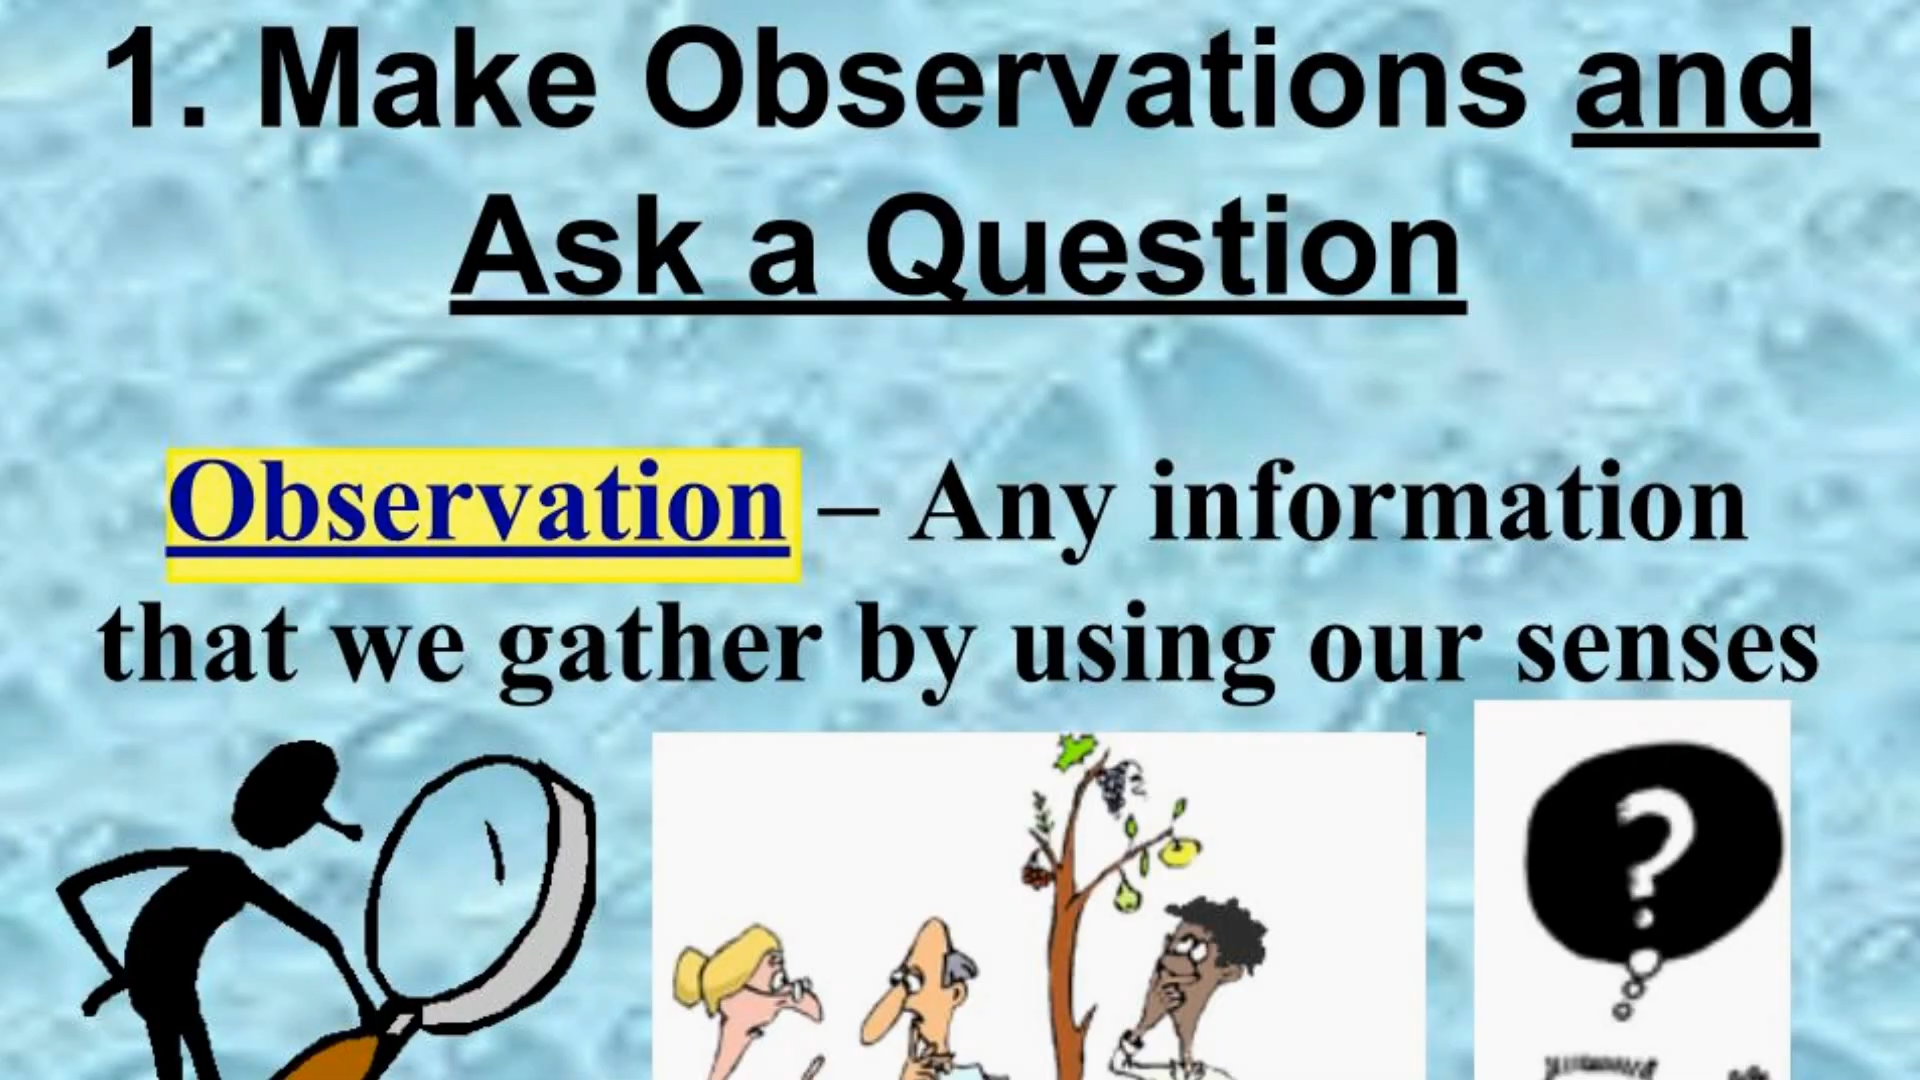 1. Make Observations and
Ask a Question
Observation – Any information
that we gather by using our senses
?